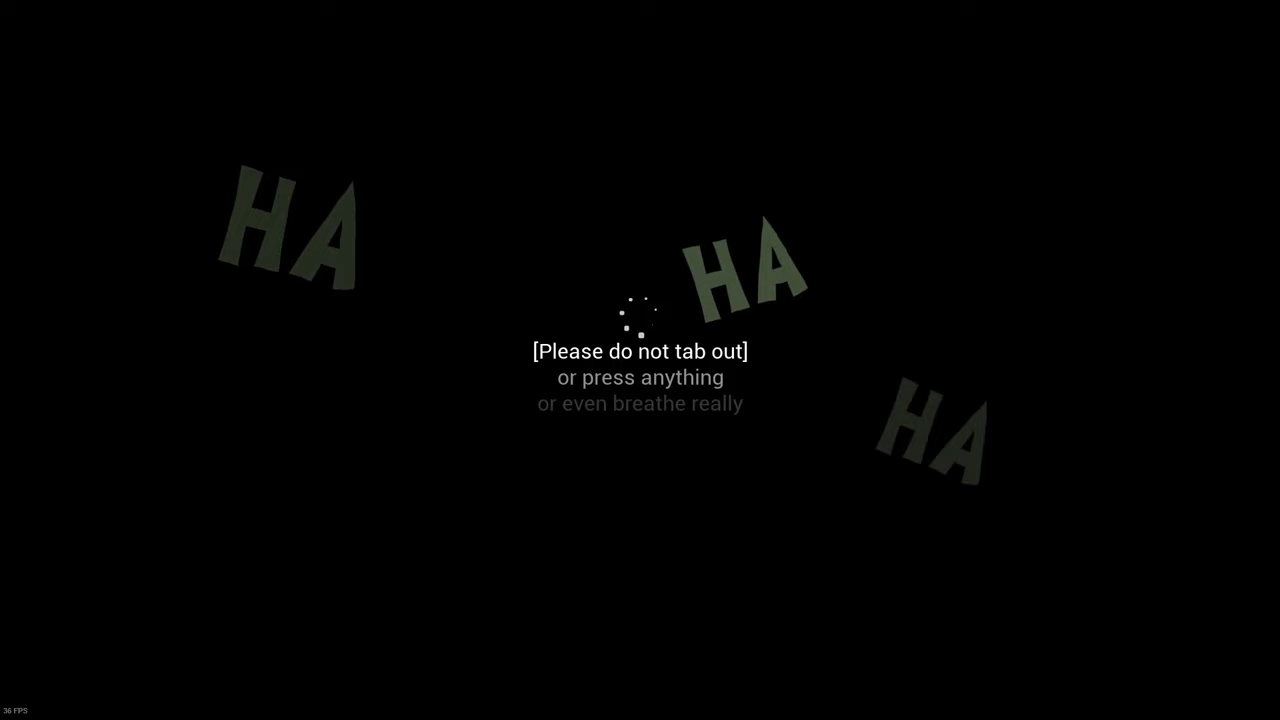 HA
HA
[Please do not tab out]
or press anything
or even breathe really
HA
36 FPS